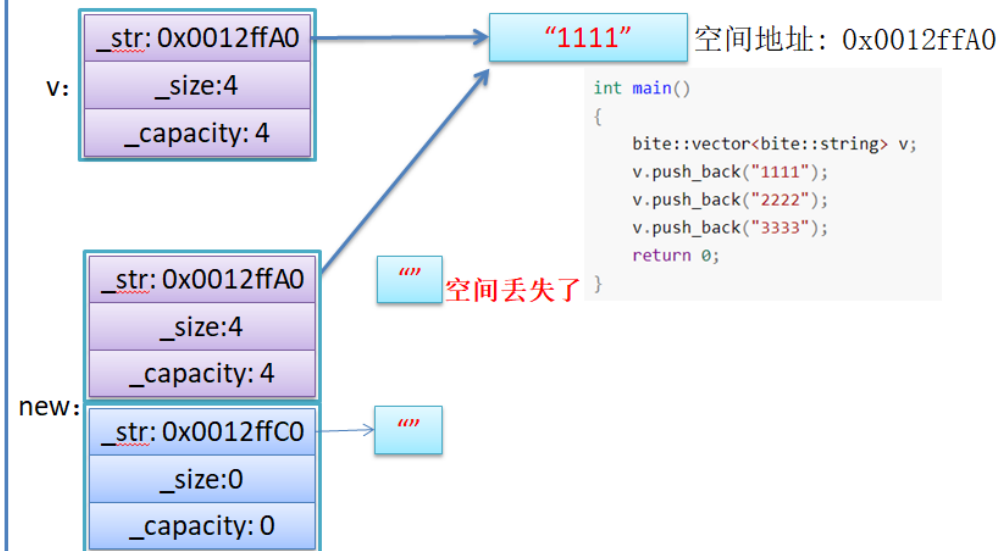 v:
_str: 0x0012ffA0
_size:4
_capacity: 4
“1111”
空间地址: 0x0012ffA0
int main()
{
    bite::vector<bite::string> v;
    v.push_back("1111");
    v.push_back("2222");
    v.push_back("3333");
    return 0;
}
new:
_str: 0x0012ffA0
_size:4
_capacity: 4
“”
空间丢失了
_str: 0x0012ffC0
_size:0
_capacity: 0
“”